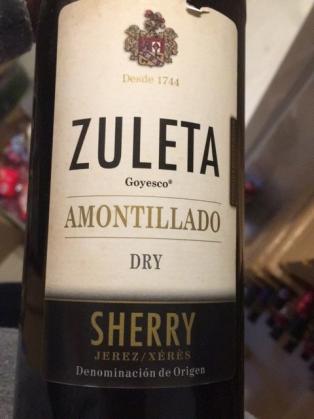 Desde 1744
ZULETA
Goyesco®
AMONTILLADO
DRY
SHERRY
JEREZ/XÉRÈS
Denominación de Origen